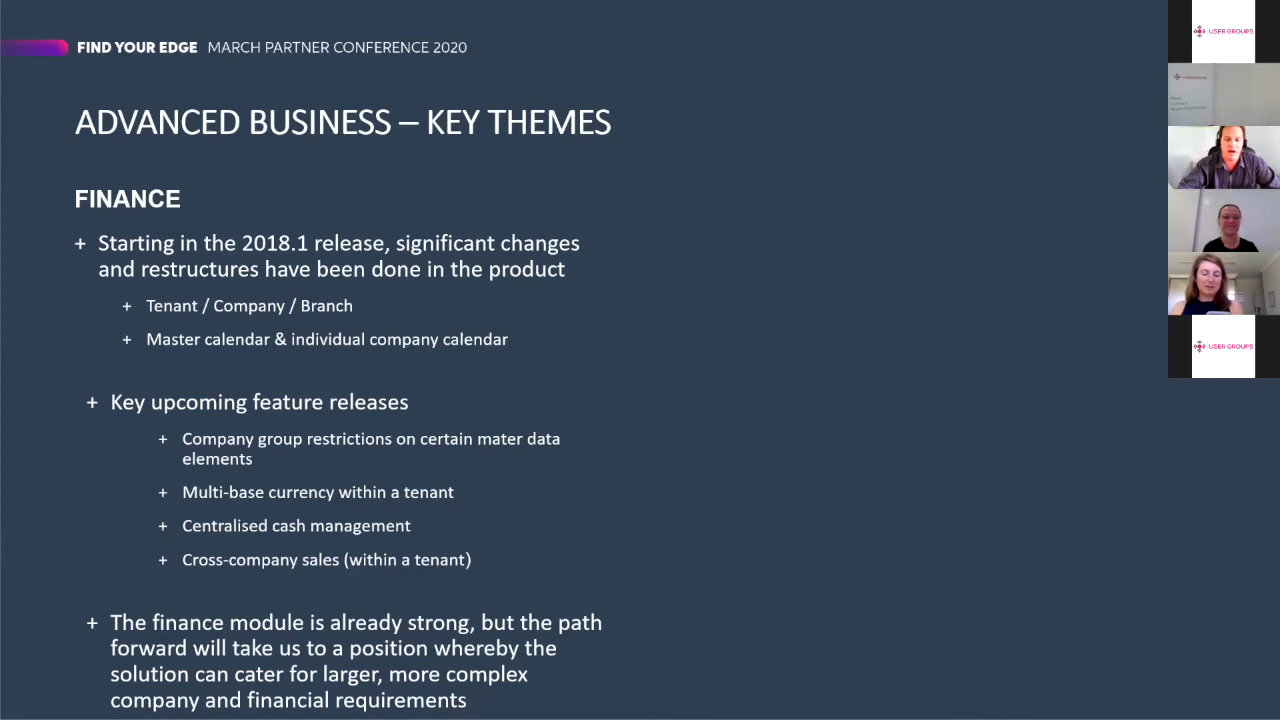 FIND YOUR EDGE MARCH PARTNER CONFERENCE 2020
ADVANCED BUSINESS – KEY THEMES
FINANCE
+ Starting in the 2018.1 release, significant changes
and restructures have been done in the product
+ Tenant / Company / Branch
+ Master calendar & individual company calendar
+ Key upcoming feature releases
+ Company group restrictions on certain mater data
elements
+ Multi-base currency within a tenant
+ Centralised cash management
+ Cross-company sales (within a tenant)
+ The finance module is already strong, but the path
forward will take us to a position whereby the
solution can cater for larger, more complex
company and financial requirements
USER GROUPS
USER GROUPS